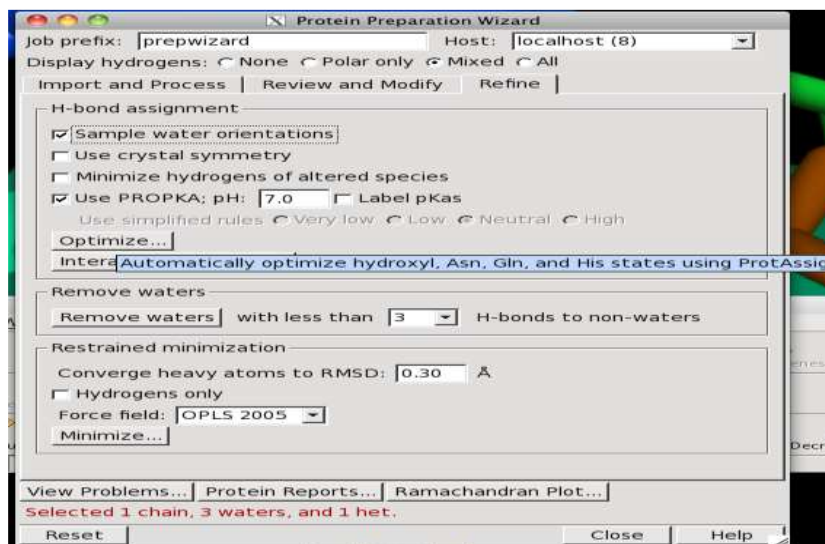 Protein Preparation Wizard
Job prefix: prepwizard Host: localhost (8)
Display hydrogens: None Polar only Mixed All
Import and Process Review and Modify Refine
H-bond assignment
Sample water orientations
Use crystal symmetry
Minimize hydrogens of altered species
Use PROPKA; pH: 7.0 Label pKas
Use simplified rules Very low Low Neutral High
Optimize...
Automatically optimize hydroxyl, Asn, Gln, and His states using ProtAssig
Remove waters
Remove waters with less than 3 H-bonds to non-waters
Restrained minimization
Converge heavy atoms to RMSD: 0.30 Å
Hydrogens only
Force field: OPLS 2005
Minimize...
Decr
View Problems... Protein Reports... Ramachandran Plot...
Selected 1 chain, 3 waters, and 1 het.
Reset Close Help